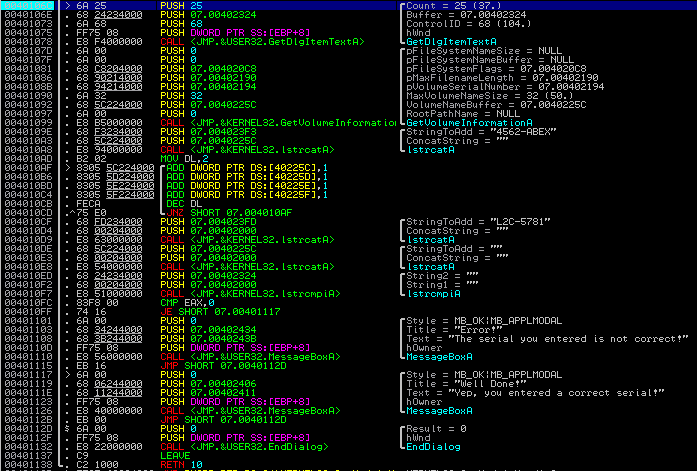 > 6A 25 PUSH 25 Count = 25 (37.)
0040106E . 68 24234000 PUSH 07.00402324 Buffer = 07.00402324
00401073 . 6A 68 PUSH 68 ControlID = 68 (104.)
00401075 . FF75 08 PUSH DWORD PTR SS:[EBP+8] hWnd
00401078 . E8 F4000000 CALL <JMP.&USER32.GetDlgItemTextA> GetDlgItemTextA
0040107D . 6A 00 PUSH 0 pFileSystemNameSize = NULL
0040107F . 6A 00 PUSH 0 pFileSystemNameBuffer = NULL
00401081 . 68 C8204000 PUSH 07.004020C8 pFileSystemFlags = 07.004020C8
00401086 . 68 90214000 PUSH 07.00402190 pMaxFilenameLength = 07.00402190
0040108B . 68 94214000 PUSH 07.00402194 pVolumeSerialNumber = 07.00402194
00401090 . 6A 32 PUSH 32 MaxVolumeNameSize = 32 (50.)
00401092 . 68 5C224000 PUSH 07.0040225C VolumeNameBuffer = 07.0040225C
00401097 . 6A 00 PUSH 0 RootPathName = NULL
00401099 . E8 B5000000 CALL <JMP.&KERNEL32.GetVolumeInformation GetVolumeInformationA
0040109E . 68 F3234000 PUSH 07.004023F3 StringToAdd = "4562-ABEX"
004010A3 . 68 5C224000 PUSH 07.0040225C ConcatString = ""
004010A8 . E8 94000000 CALL <JMP.&KERNEL32.lstrcatA> lstrcatA
004010AD . B2 02 MOV DL,2
004010AF > 8305 5C224000 ADD DWORD PTR DS:[40225C],1
004010B6 . 8305 5D224000 ADD DWORD PTR DS:[40225D],1
004010BD . 8305 5E224000 ADD DWORD PTR DS:[40225E],1
004010C4 . 8305 5F224000 ADD DWORD PTR DS:[40225F],1
004010CB . FECA DEC DL
004010CD .^75 E0 JNZ SHORT 07.004010AF
004010CF . 68 FD234000 PUSH 07.004023FD StringToAdd = "L2C-5781"
004010D4 . 68 00204000 PUSH 07.00402000 ConcatString = ""
004010D9 . E8 63000000 CALL <JMP.&KERNEL32.lstrcatA> lstrcatA
004010DE . 68 5C224000 PUSH 07.0040225C StringToAdd = ""
004010E3 . 68 00204000 PUSH 07.00402000 ConcatString = ""
004010E8 . E8 54000000 CALL <JMP.&KERNEL32.lstrcatA> lstrcatA
004010ED . 68 24234000 PUSH 07.00402324 String2 = ""
004010F2 . 68 00204000 PUSH 07.00402000 String1 = ""
004010F7 . E8 51000000 CALL <JMP.&KERNEL32.lstrcmpiA> lstrcmpiA
004010FC . 83F8 00 CMP EAX,0
004010FF . 74 16 JE SHORT 07.00401117
00401101 . 6A 00 PUSH 0 Style = MB_OK|MB_APPLMODAL
00401103 . 68 34244000 PUSH 07.00402434 Title = "Error!"
00401108 . 68 3B244000 PUSH 07.0040243B Text = "The serial you entered is not correct!"
0040110D . FF75 08 PUSH DWORD PTR SS:[EBP+8] hOwner
00401110 . E8 56000000 CALL <JMP.&USER32.MessageBoxA> MessageBoxA
00401115 . EB 16 JMP SHORT 07.0040112D
00401117 > 6A 00 PUSH 0 Style = MB_OK|MB_APPLMODAL
00401119 . 68 06244000 PUSH 07.00402406 Title = "Well Done!"
0040111E . 68 11244000 PUSH 07.00402411 Text = "Yep, you entered a correct serial!"
00401123 . FF75 08 PUSH DWORD PTR SS:[EBP+8] hOwner
00401126 . E8 40000000 CALL <JMP.&USER32.MessageBoxA> MessageBoxA
0040112B . EB 00 JMP SHORT 07.0040112D
0040112D $ 6A 00 PUSH 0 Result = 0
0040112F . FF75 08 PUSH DWORD PTR SS:[EBP+8] hWnd
00401132 . E8 22000000 CALL <JMP.&USER32.EndDialog> EndDialog
00401137 . C9 LEAVE
00401138 . C2 1000 RETN 10